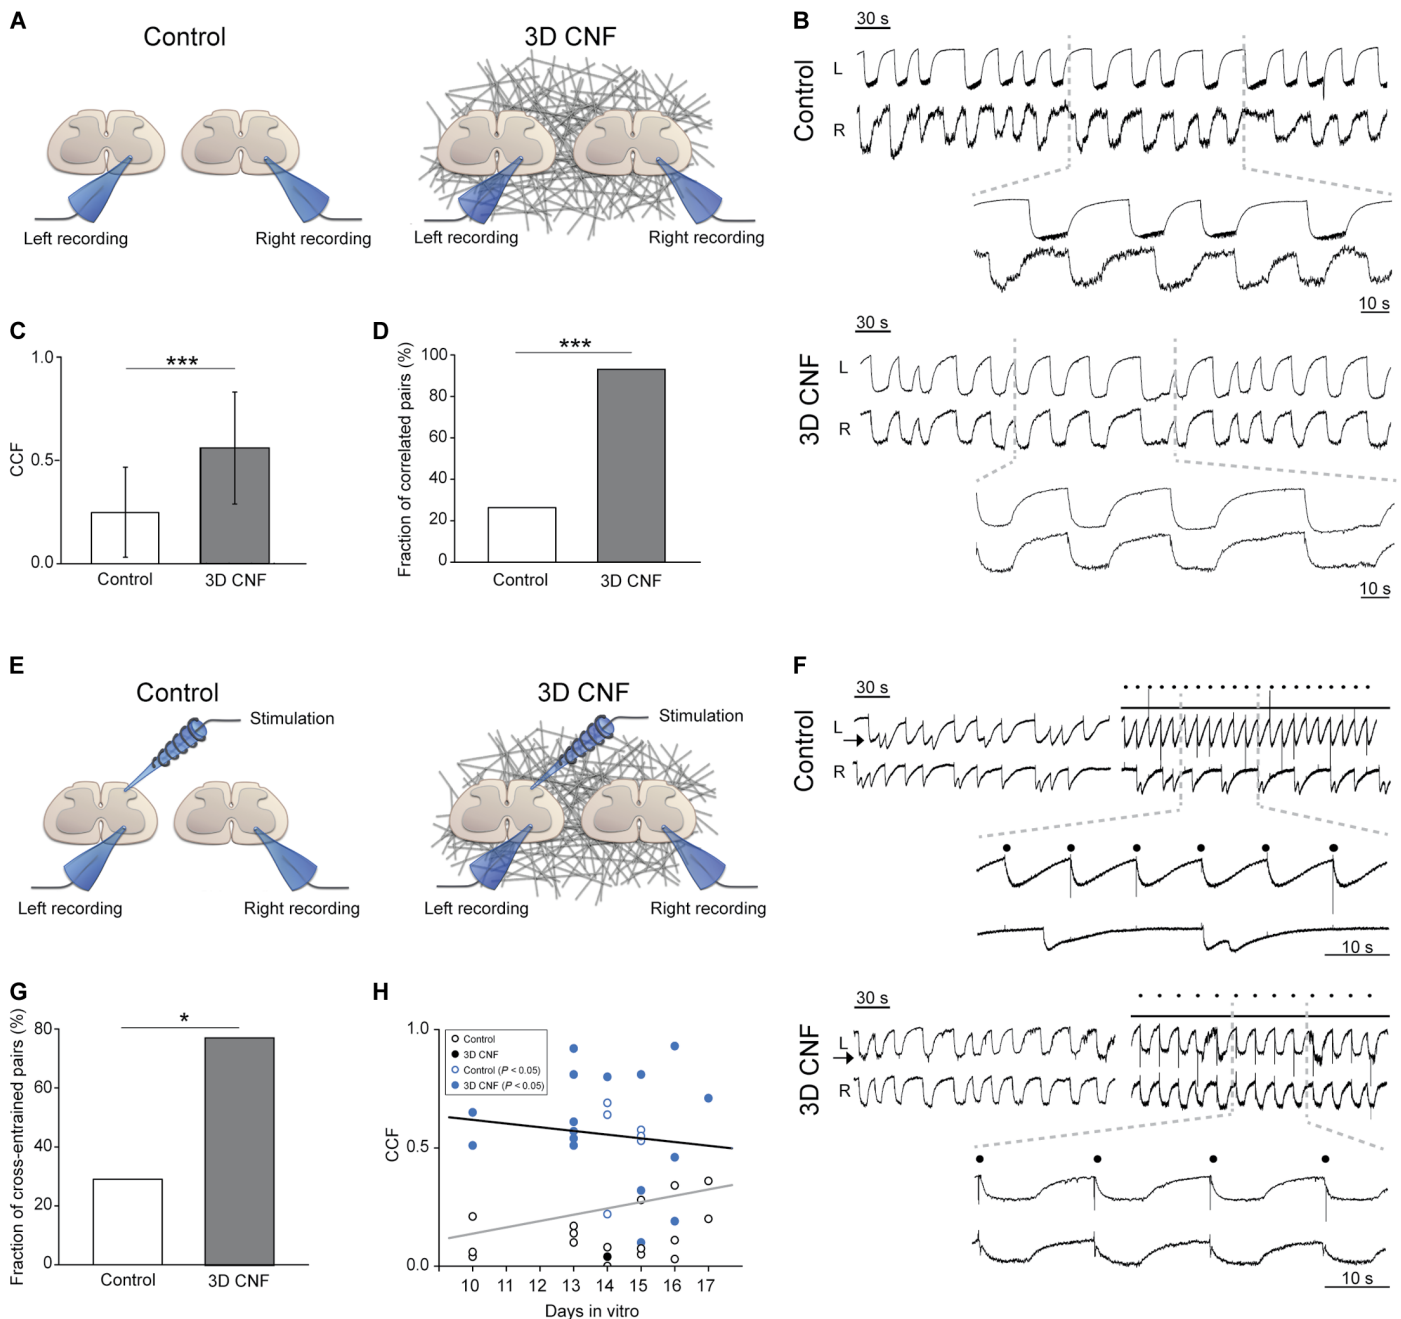 A
Control
3D CNF
Left recording
Right recording
Left recording
Right recording
B
30 s
Control
L
R
10 s
30 s
3D CNF
L
R
10 s
C
1.0
***
CCF
0.5
0.0
Control
3D CNF
D
Fraction of correlated pairs (%)
100
***
80
60
40
20
0
Control
3D CNF
E
Control
Stimulation
3D CNF
Stimulation
Left recording
Right recording
Left recording
Right recording
F
30 s
Control
L
R
10 s
30 s
3D CNF
L
R
10 s
G
Fraction of cross-entrained pairs (%)
80
*
60
40
20
0
Control
3D CNF
H
1.0
Control
3D CNF
Control (P < 0.05)
3D CNF (P < 0.05)
CCF
0.5
0.0
10 11 12 13 14 15 16 17
Days in vitro